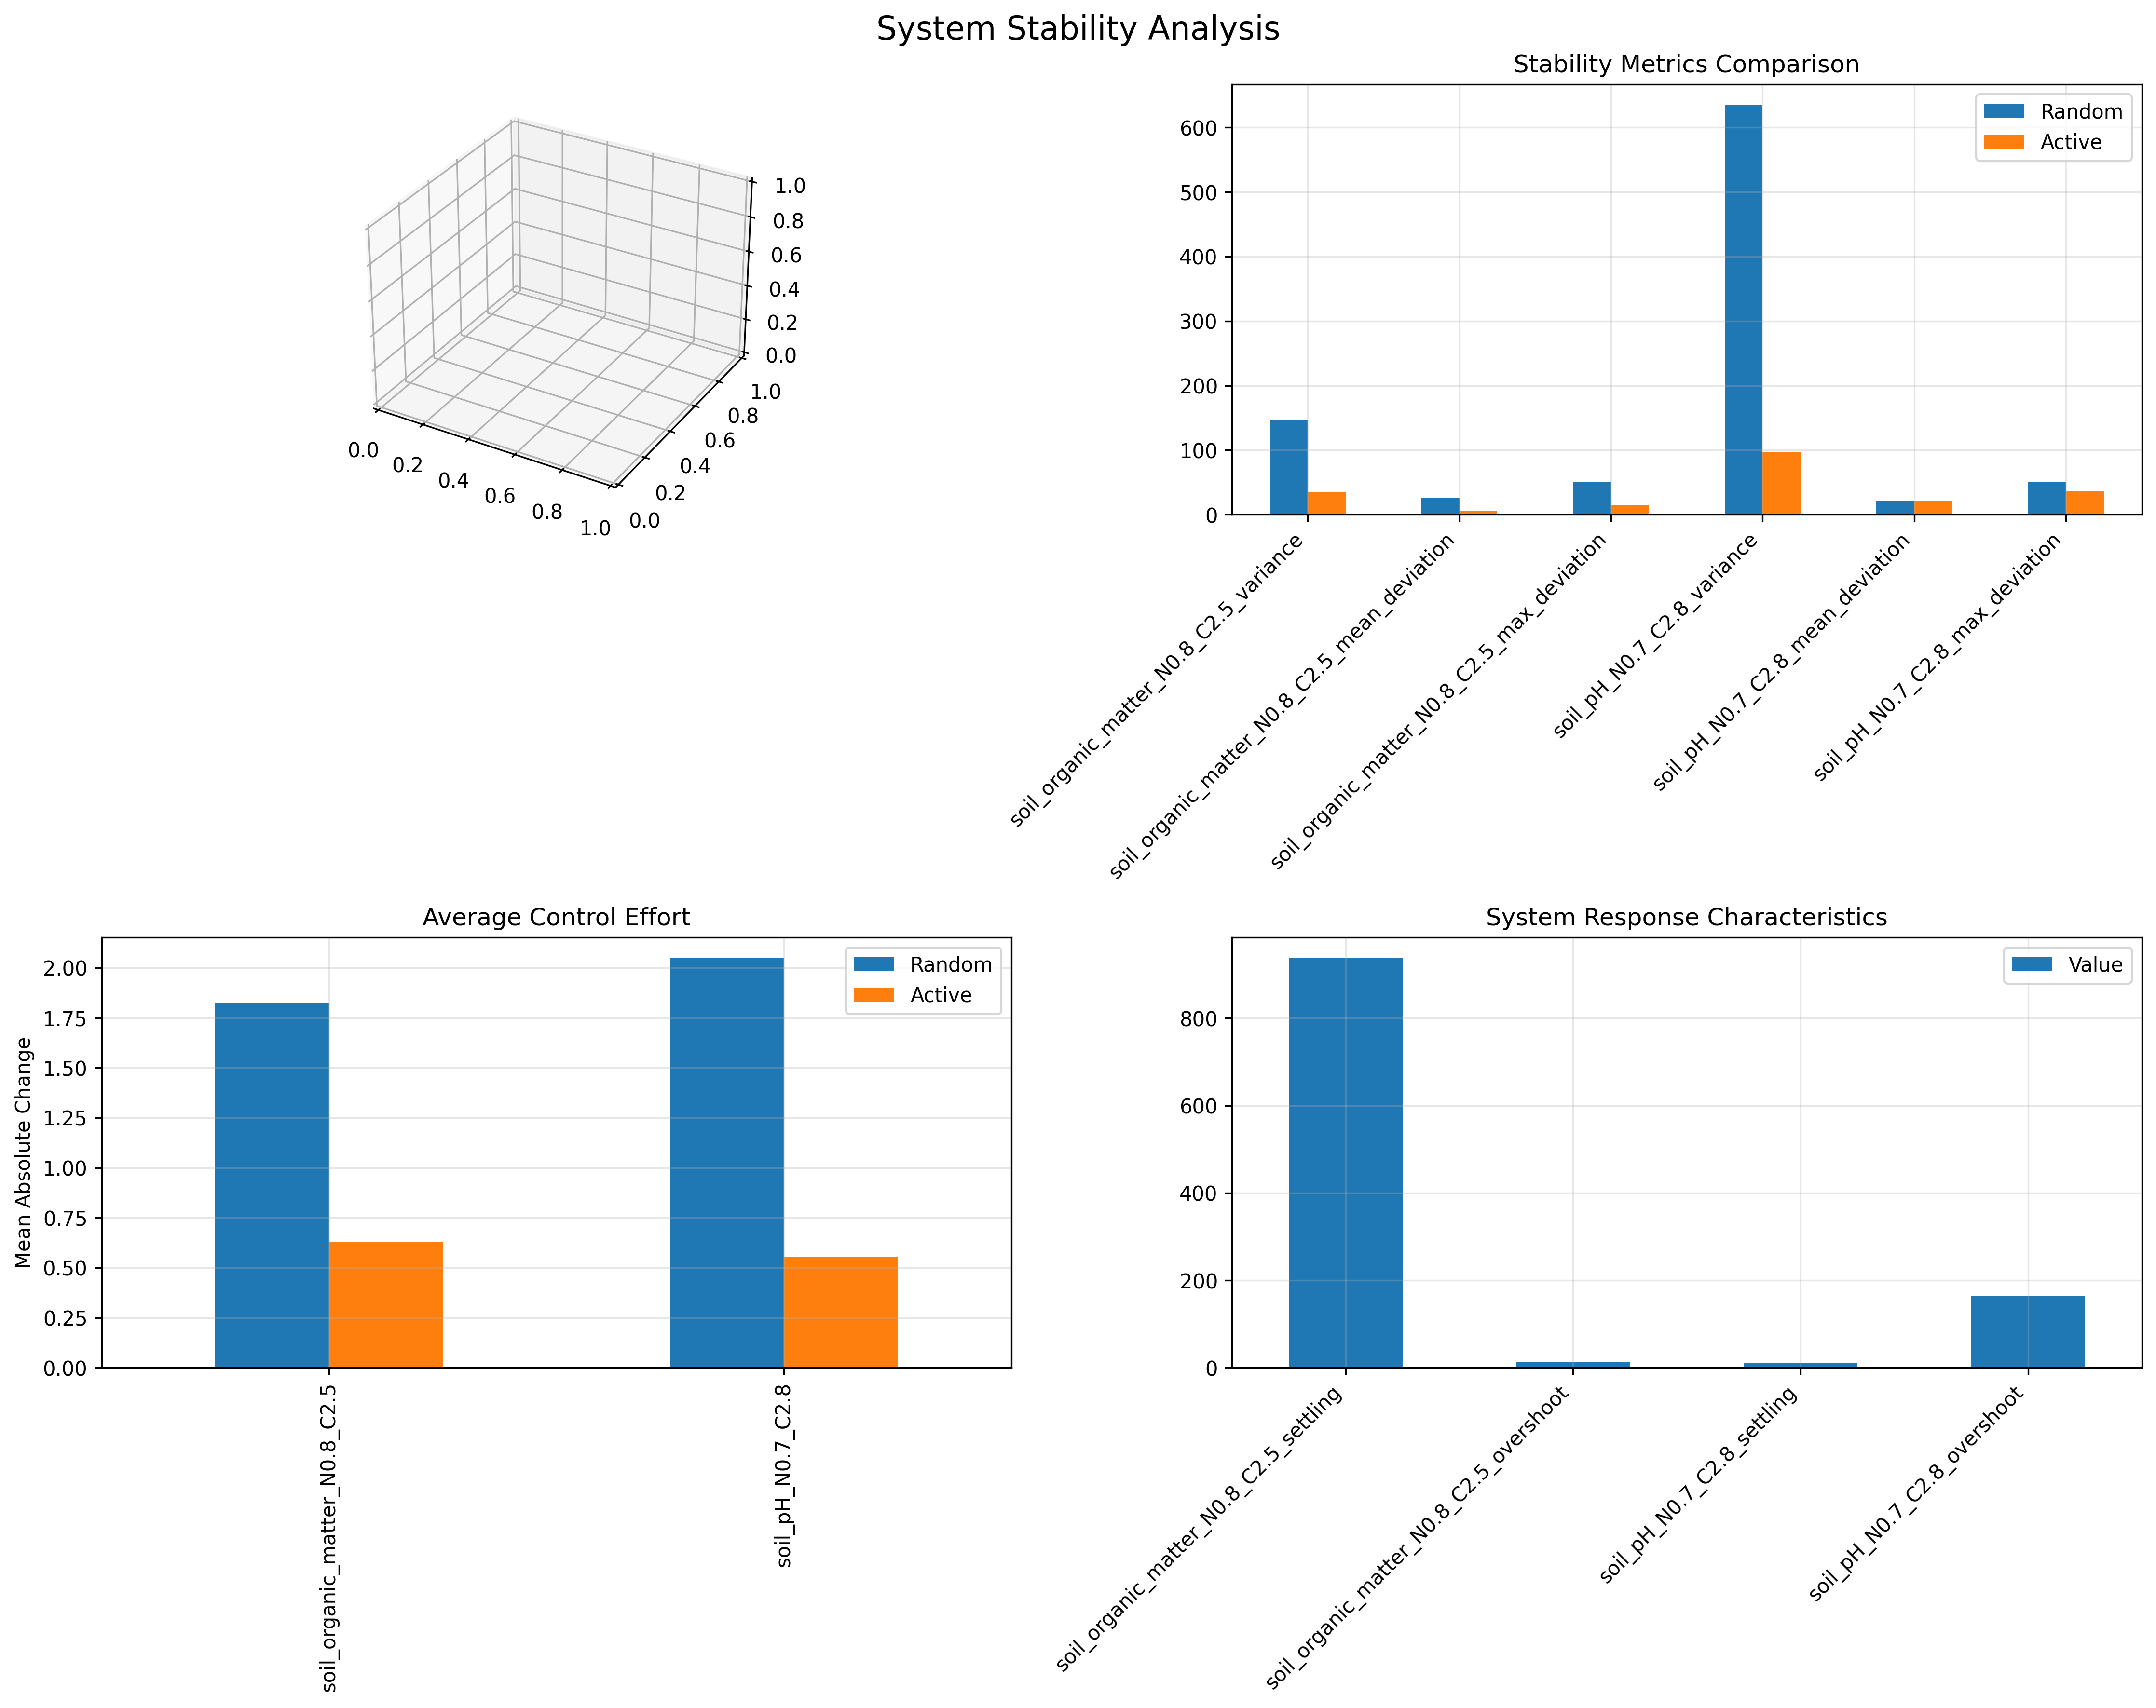 System Stability Analysis
1.0
0.8
0.6
0.4
0.2
0.0
1.0
0.8
0.6
0.4
0.2
0.0
0.0
0.2
0.4
0.6
0.8
1.0
Stability Metrics Comparison
Random
Active
600
500
400
300
200
100
0
soil_organic_matter_N0.8_C2.5_variance
soil_organic_matter_N0.8_C2.5_mean_deviation
soil_organic_matter_N0.8_C2.5_max_deviation
soil_pH_N0.7_C2.8_variance
soil_pH_N0.7_C2.8_mean_deviation
soil_pH_N0.7_C2.8_max_deviation
Average Control Effort
Random
Active
Mean Absolute Change
2.00
1.75
1.50
1.25
1.00
0.75
0.50
0.25
0.00
soil_organic_matter_N0.8_C2.5
soil_pH_N0.7_C2.8
System Response Characteristics
Value
800
600
400
200
0
soil_organic_matter_N0.8_C2.5_settling
soil_organic_matter_N0.8_C2.5_overshoot
soil_pH_N0.7_C2.8_settling
soil_pH_N0.7_C2.8_overshoot